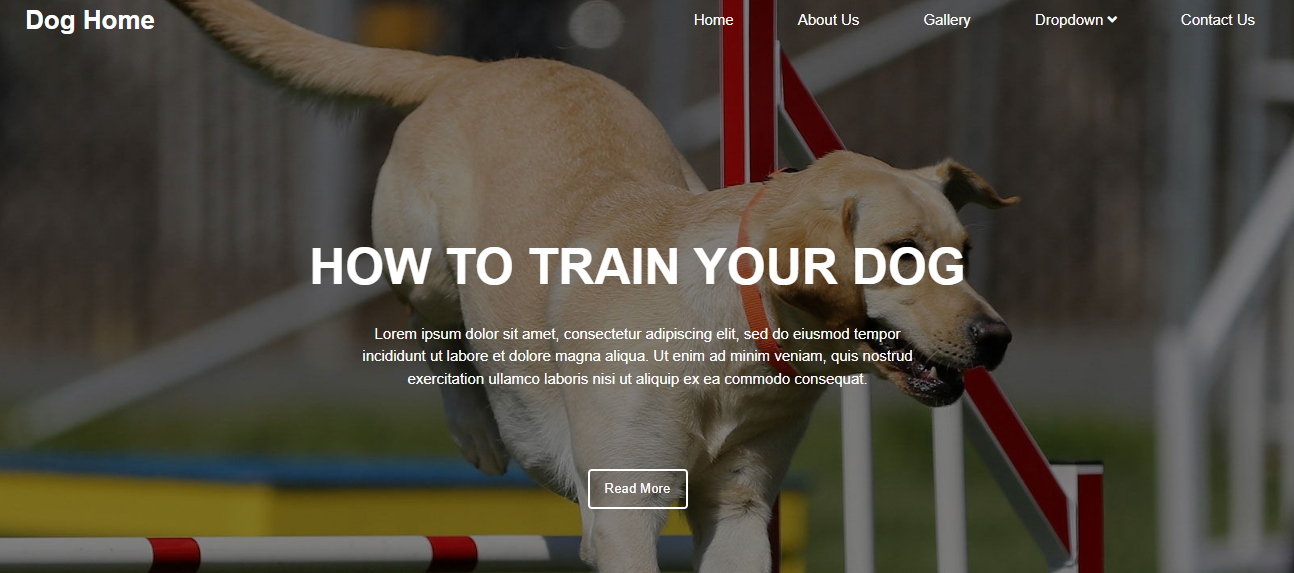 Dog Home
Home About Us Gallery Dropdown Contact Us
HOW TO TRAIN YOUR DOG
Lorem ipsum dolor sit amet, consectetur adipiscing elit, sed do eiusmod tempor
incididunt ut labore et dolore magna aliqua. Ut enim ad minim veniam, quis nostrud
exercitation ullamco laboris nisi ut aliquip ex ea commodo consequat.
Read More